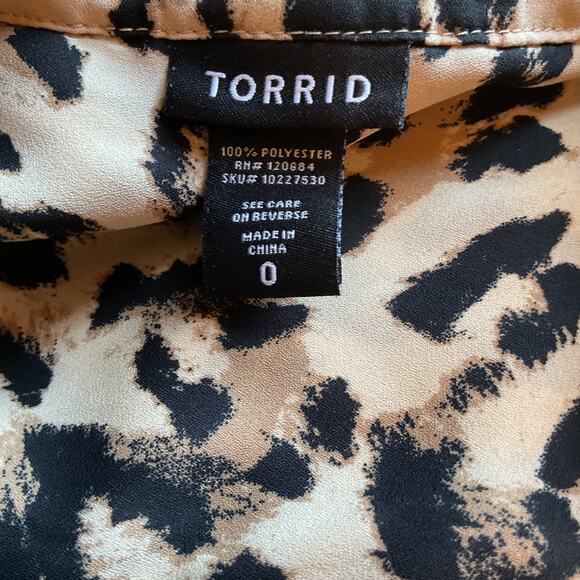 TORRID
100% POLYESTER
RN# 120684
SKU# 10227530
SEE CARE
ON REVERSE
MADE IN
CHINA
0